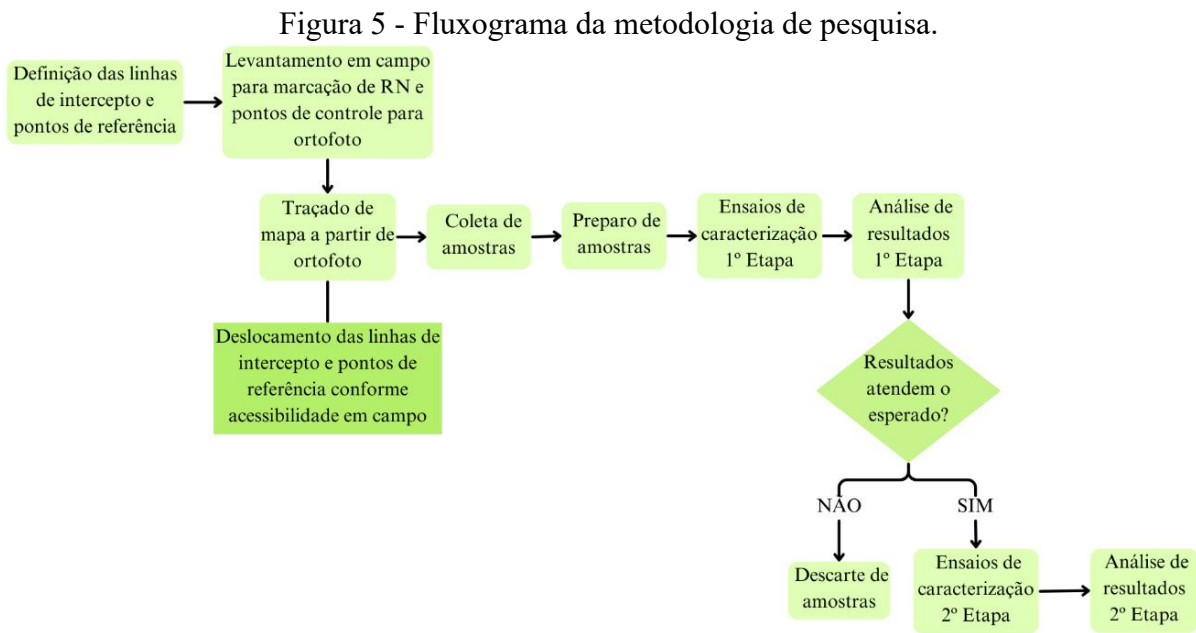 Figura 5 - Fluxograma da metodologia de pesquisa.
Definição das linhas
de intercepto e
pontos de referência
Levantamento em campo
para marcação de RN e
pontos de controle para
ortofoto
Traçado de
mapa a partir de
ortofoto
Coleta de
amostras
Preparo de
amostras
Ensaios de
caracterização
1º Etapa
Análise de
resultados
1º Etapa
Deslocamento das linhas de
intercepto e pontos de
referência conforme
acessibilidade em campo
Resultados
atendem o
esperado?
NÃO
SIM
Descarte de
amostras
Ensaios de
caracterização
2º Etapa
Análise de
resultados
2º Etapa